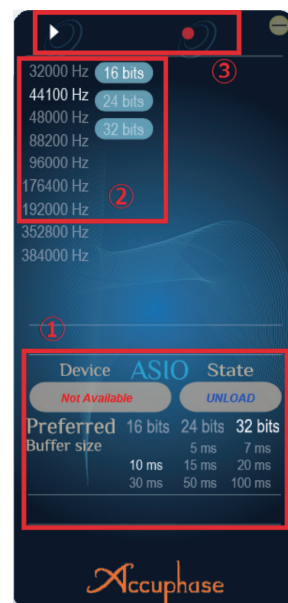 ③
32000 Hz 16 bits
44100 Hz 24 bits
48000 Hz 32 bits
88200 Hz
96000 Hz
176400 Hz ②
192000 Hz
352800 Hz
384000 Hz
①
Device ASIO State
Not Available UNLOAD
Preferred 16 bits 24 bits 32 bits
Buffer size 5 ms 7 ms
10 ms 15 ms 20 ms
30 ms 50 ms 100 ms
Accuphase